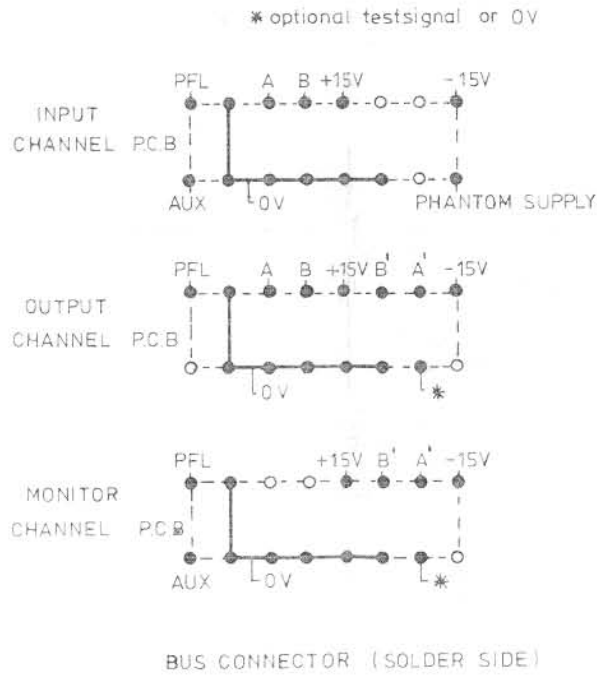 * optional testsignal or 0V
PFL A B +15V -15V
INPUT
CHANNEL P.C.B
AUX 0V PHANTOM SUPPLY
PFL A B +15V B' A' -15V
OUTPUT
CHANNEL P.C.B
0V *
PFL +15V B' A' -15V
MONITOR
CHANNEL P.C.B
AUX 0V *
BUS CONNECTOR (SOLDER SIDE)